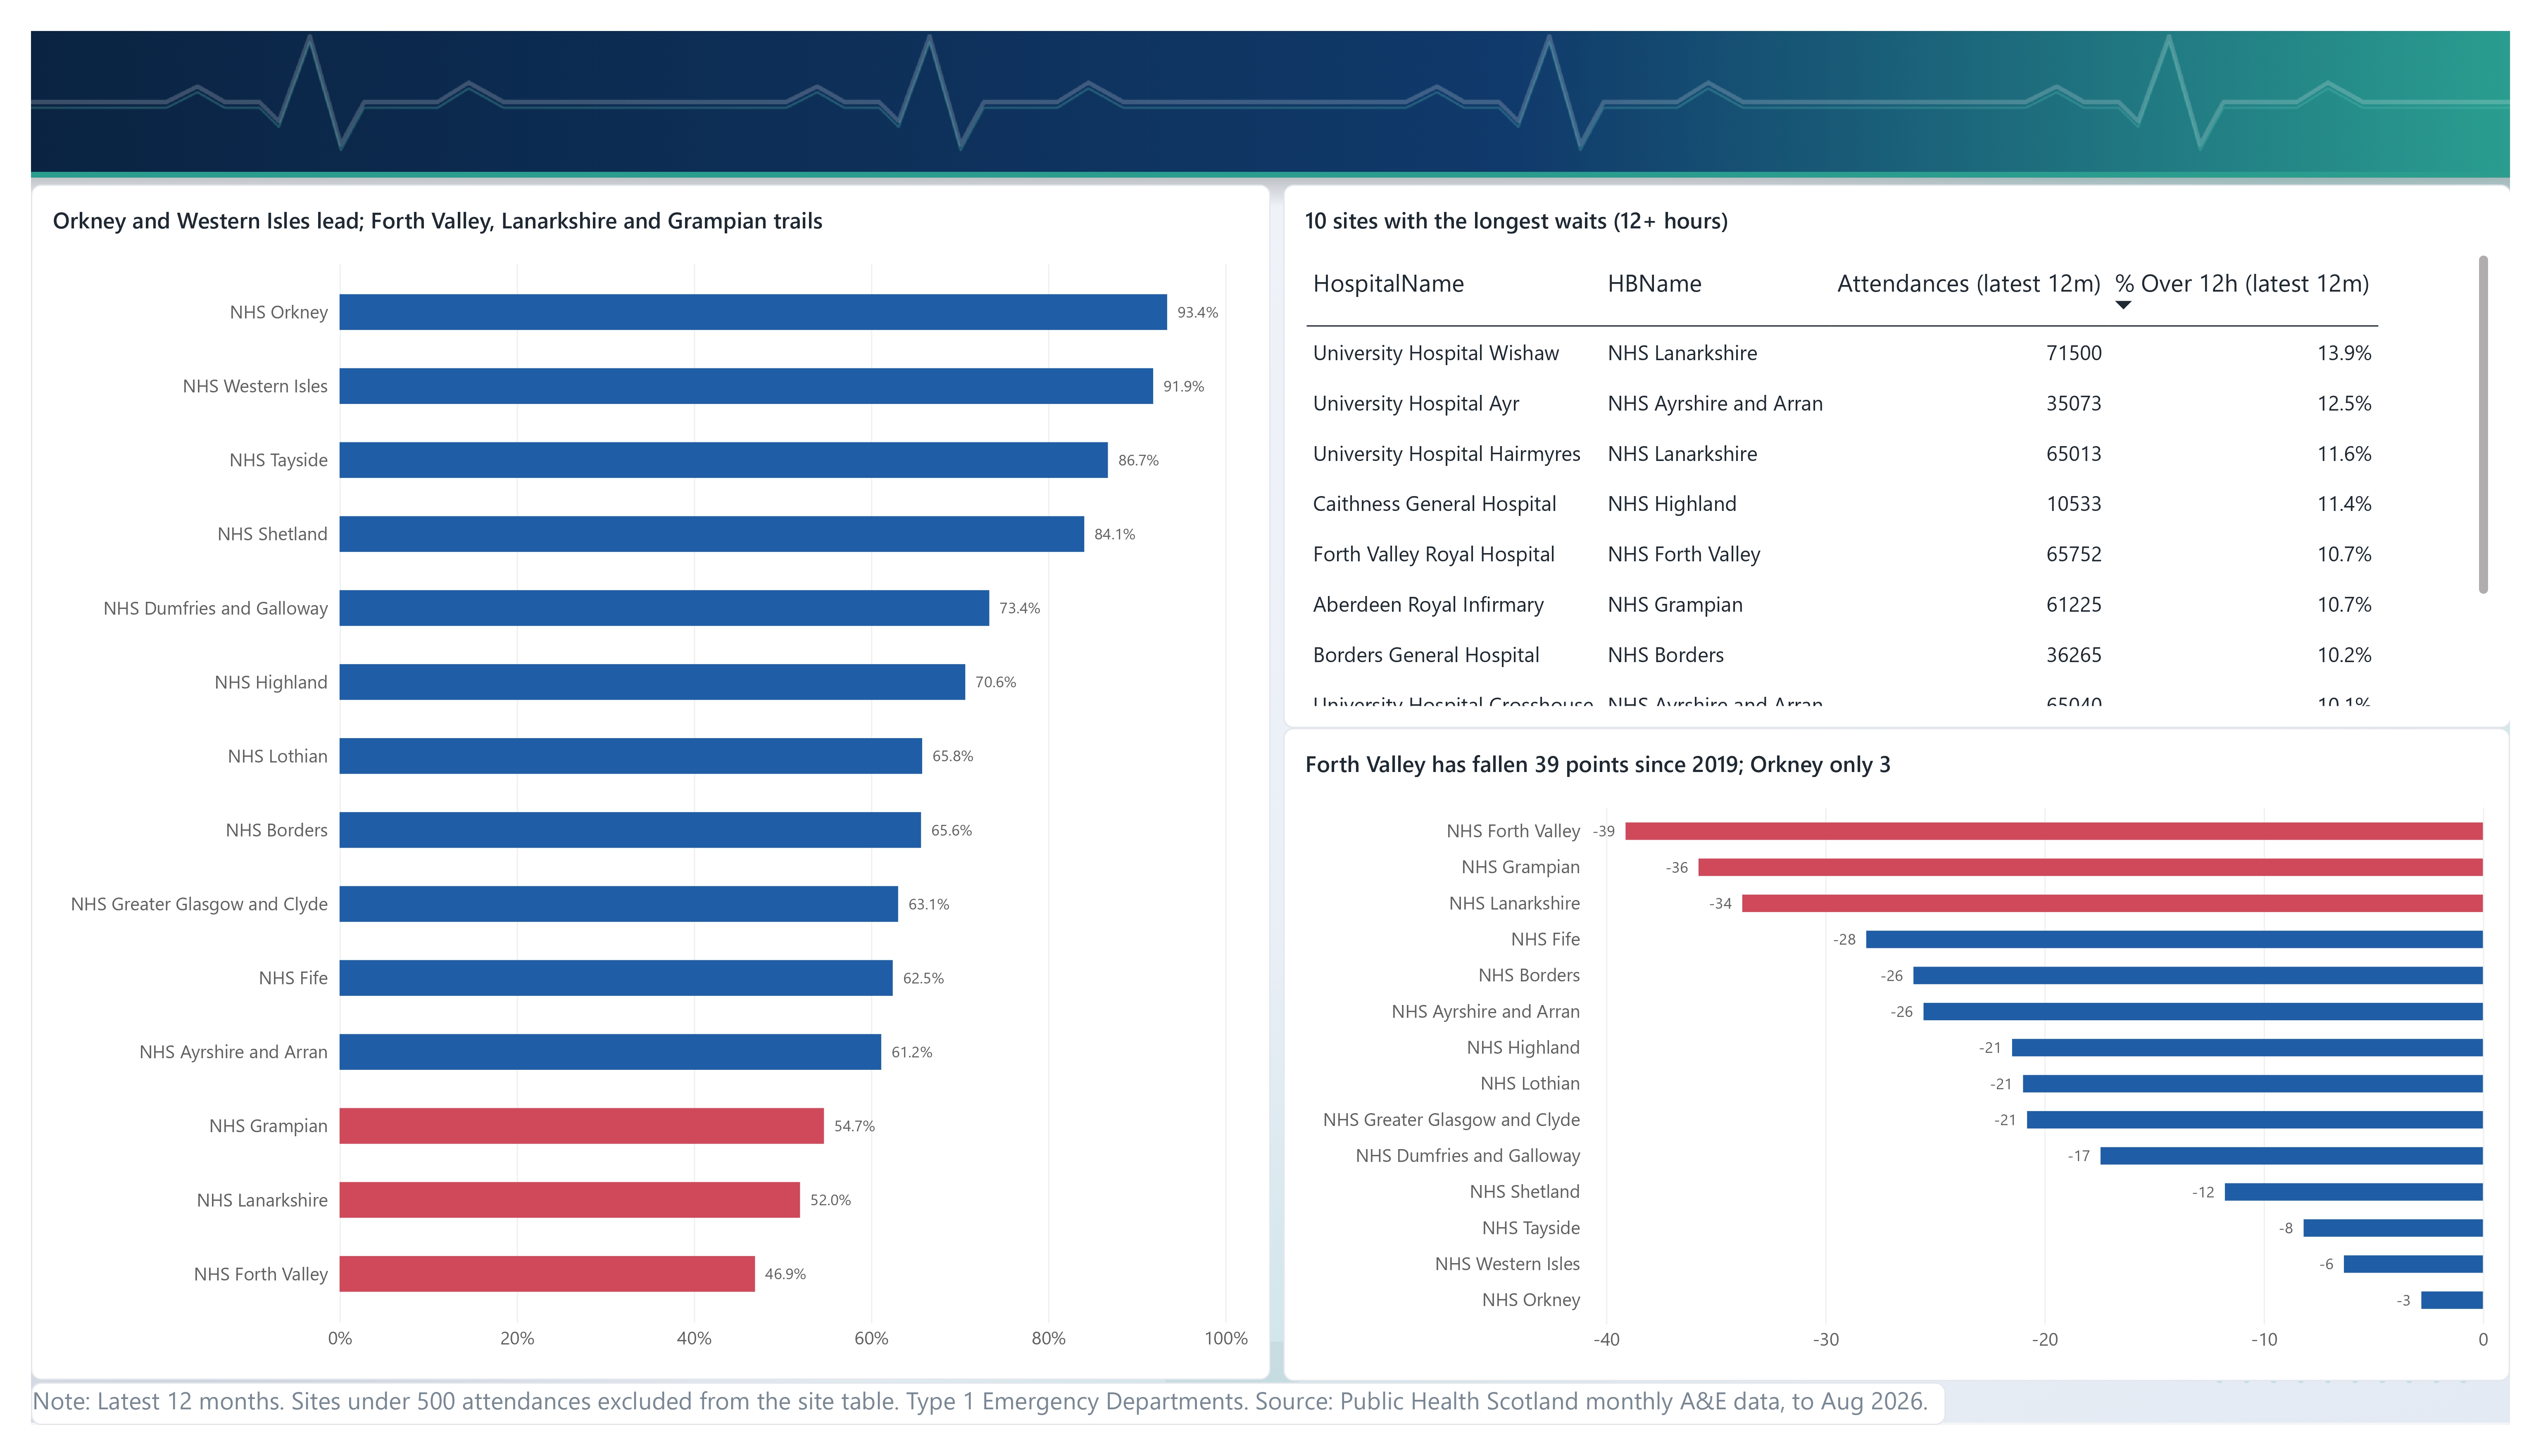 Orkney and Western Isles lead; Forth Valley, Lanarkshire and Grampian trails
NHS Orkney 93.4%
NHS Western Isles 91.9%
NHS Tayside 86.7%
NHS Shetland 84.1%
NHS Dumfries and Galloway 73.4%
NHS Highland 70.6%
NHS Lothian 65.8%
NHS Borders 65.6%
NHS Greater Glasgow and Clyde 63.1%
NHS Fife 62.5%
NHS Ayrshire and Arran 61.2%
NHS Grampian 54.7%
NHS Lanarkshire 52.0%
NHS Forth Valley 46.9%
0% 20% 40% 60% 80% 100%
10 sites with the longest waits (12+ hours)
HospitalName HBName Attendances (latest 12m) % Over 12h (latest 12m)
University Hospital Wishaw NHS Lanarkshire 71500 13.9%
University Hospital Ayr NHS Ayrshire and Arran 35073 12.5%
University Hospital Hairmyres NHS Lanarkshire 65013 11.6%
Caithness General Hospital NHS Highland 10533 11.4%
Forth Valley Royal Hospital NHS Forth Valley 65752 10.7%
Aberdeen Royal Infirmary NHS Grampian 61225 10.7%
Borders General Hospital NHS Borders 36265 10.2%
University Hospital Crosshouse NHS Ayrshire and Arran 65040 10.1%
Forth Valley has fallen 39 points since 2019; Orkney only 3
NHS Forth Valley -39
NHS Grampian -36
NHS Lanarkshire -34
NHS Fife -28
NHS Borders -26
NHS Ayrshire and Arran -26
NHS Highland -21
NHS Lothian -21
NHS Greater Glasgow and Clyde -21
NHS Dumfries and Galloway -17
NHS Shetland -12
NHS Tayside -8
NHS Western Isles -6
NHS Orkney -3
-40 -30 -20 -10 0
Note: Latest 12 months. Sites under 500 attendances excluded from the site table. Type 1 Emergency Departments. Source: Public Health Scotland monthly A&E data, to Aug 2026.